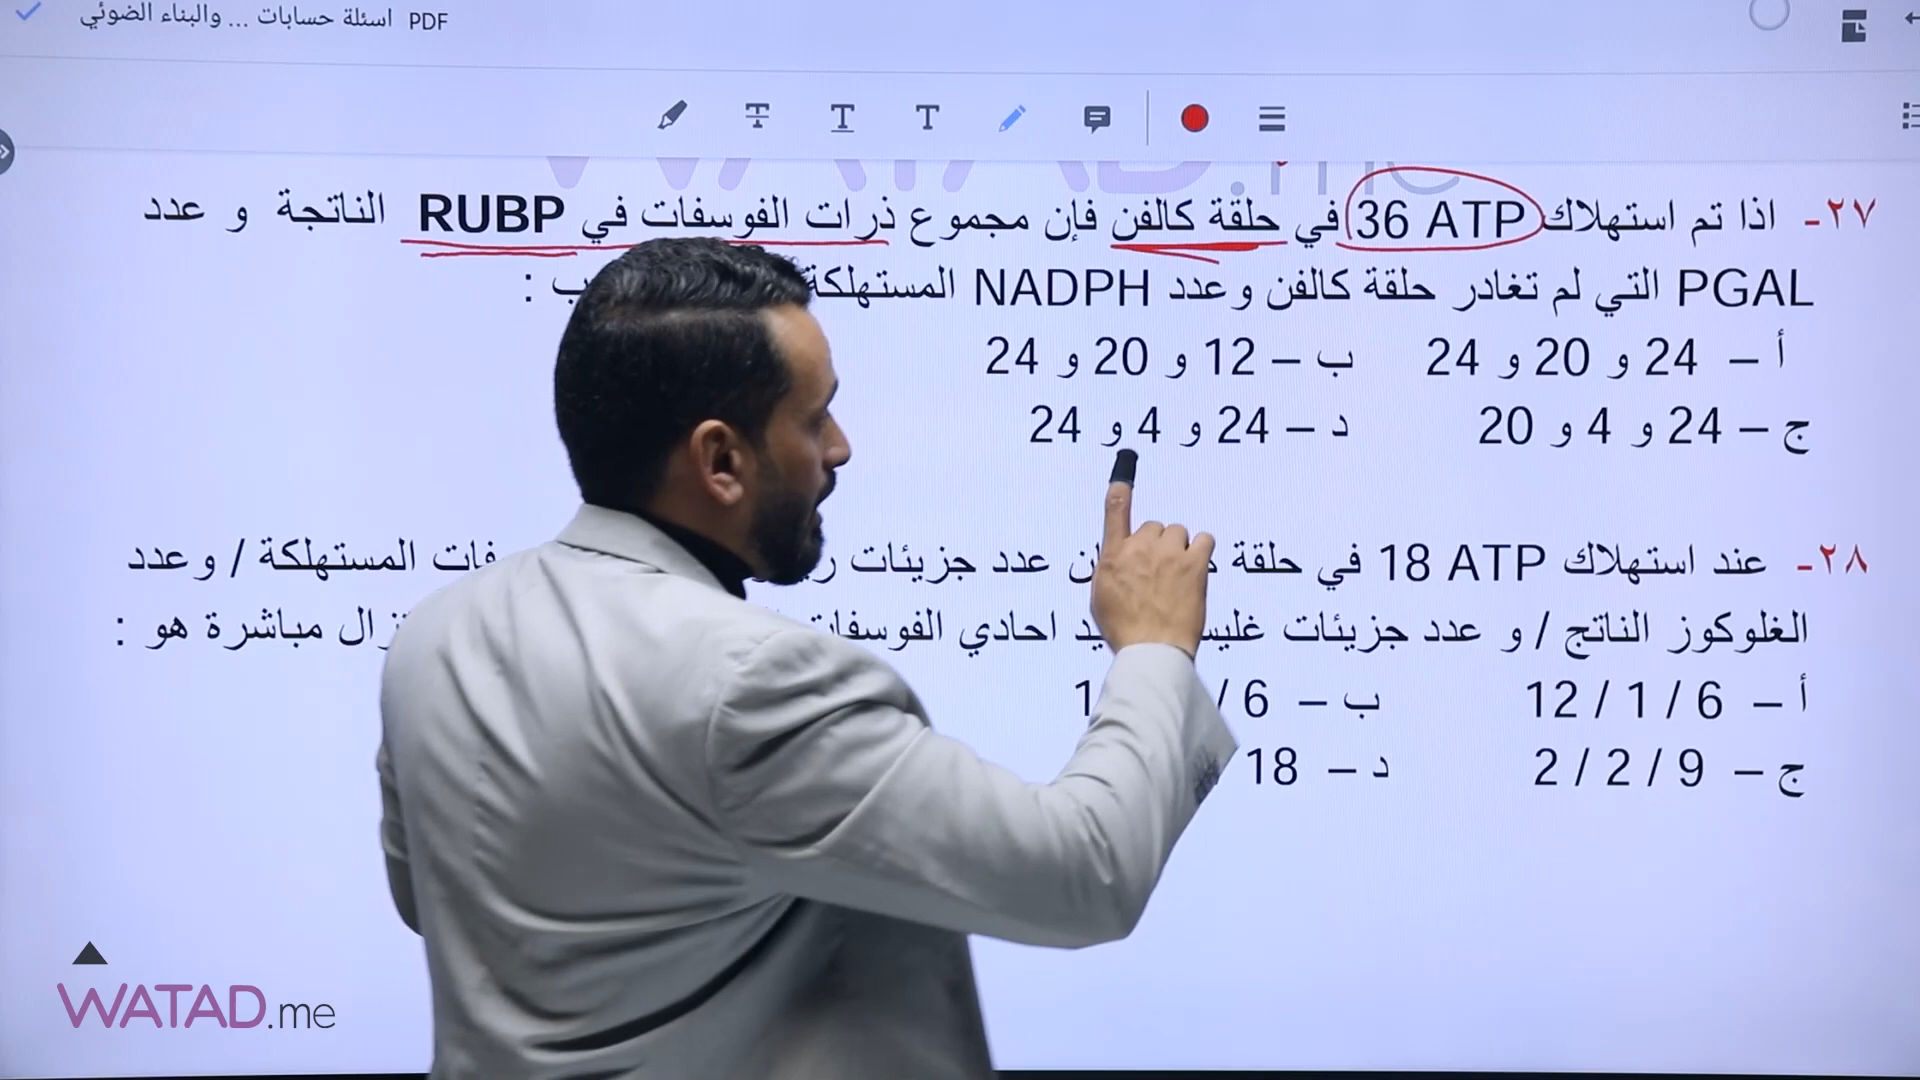 اسئلة حسابات ... والبناء الضوئي PDF
٢٧- اذا تم استهلاك 36 ATP في حلقة كالفن فإن مجموع ذرات الفوسفات في RUBP الناتجة و عدد
PGAL التي لم تغادر حلقة كالفن وعدد NADPH المستهلكة :
أ – 24 و 20 و 24 ب – 12 و 20 و 24
ج – 24 و 4 و 20 د – 24 و 4 و 24
٢٨- عند استهلاك 18 ATP في حلقة عدد جزيئات المستهلكة / وعدد
الغلوكوز الناتج / و عدد جزيئات احادي الفوسفات مباشرة هو :
أ – 6 / 1 / 12 ب – 6 /
ج – 9 / 2 / 2 د – 18
WATAD.me